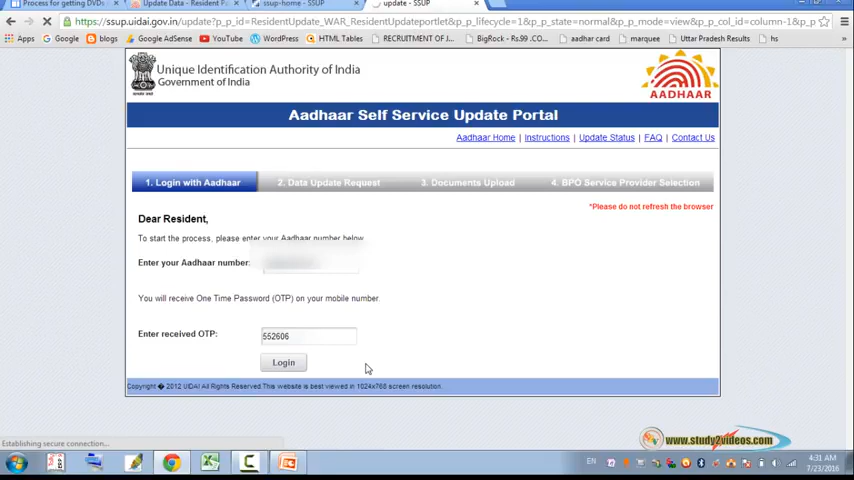 Process for getting DVDs
Update Data - Resident P
ssup-home - SSUP
update - SSUP
https://ssup.uidai.gov.in/update?p_p_id=ResidentUpdate_WAR_ResidentUpdateportlet&p_p_lifecycle=1&p_p_state=normal&p_p_mode=view&p_p_col_id=column-1&p_p
Apps Google Google AdSense YouTube WordPress HTML Tables RECRUITMENT OF J... BigRock - Rs.99 .CO... aadhar card marquee Uttar Pradesh Results hs
Unique Identification Authority of India
Government of India
AADHAAR
Aadhaar Self Service Update Portal
Aadhaar Home | Instructions | Update Status | FAQ | Contact Us
1. Login with Aadhaar 2. Data Update Request 3. Documents Upload 4. BPO Service Provider Selection
*Please do not refresh the browser
Dear Resident,
To start the process, please enter your Aadhaar number below
Enter your Aadhaar number:
You will receive One Time Password (OTP) on your mobile number.
Enter received OTP: 552606
Login
Copyright � 2012 UIDAI All Rights Reserved.This website is best viewed in 1024x768 screen resolution.
www.study2videos.com
Establishing secure connection...
EN
4:31 AM
7/23/2016